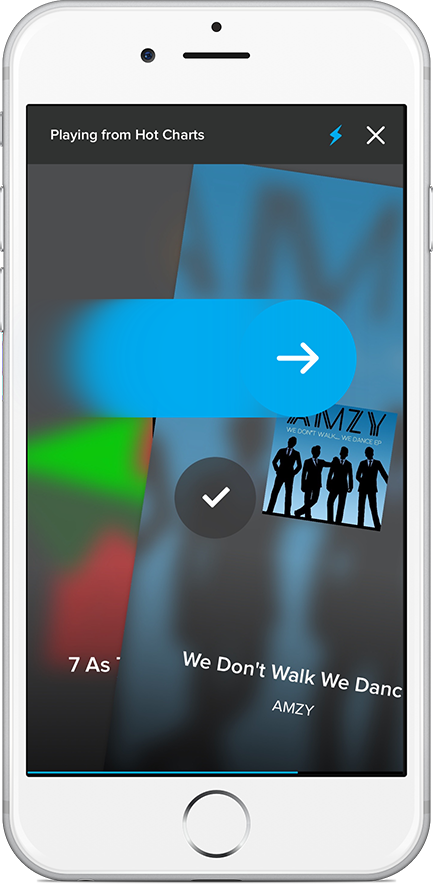 Playing from Hot Charts
AMZY
WE DON'T WALK... WE DANCE EP
7 As
We Don't Walk We Danc
AMZY